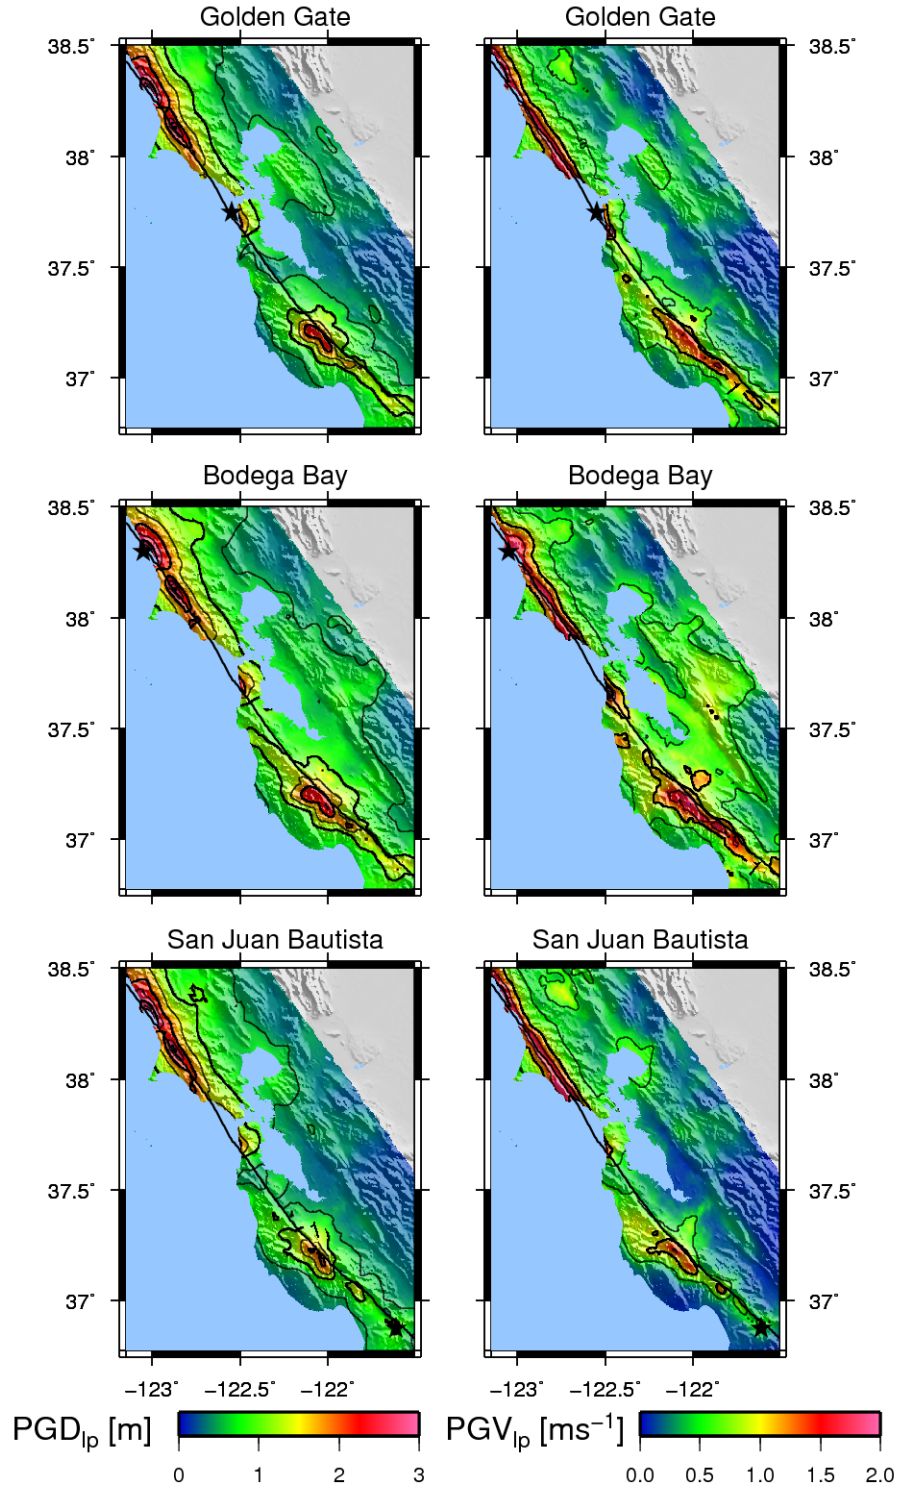 Golden Gate Golden Gate
38.5° 38.5°
38° 38°
37.5° 37.5°
37° 37°
Bodega Bay Bodega Bay
38.5° 38.5°
38° 38°
37.5° 37.5°
37° 37°
San Juan Bautista San Juan Bautista
38.5° 38.5°
38° 38°
37.5° 37.5°
37° 37°
−123° −122.5° −122° −123° −122.5° −122°
PGDlp [m] PGVlp [ms−1]
0 1 2 3 0.0 0.5 1.0 1.5 2.0